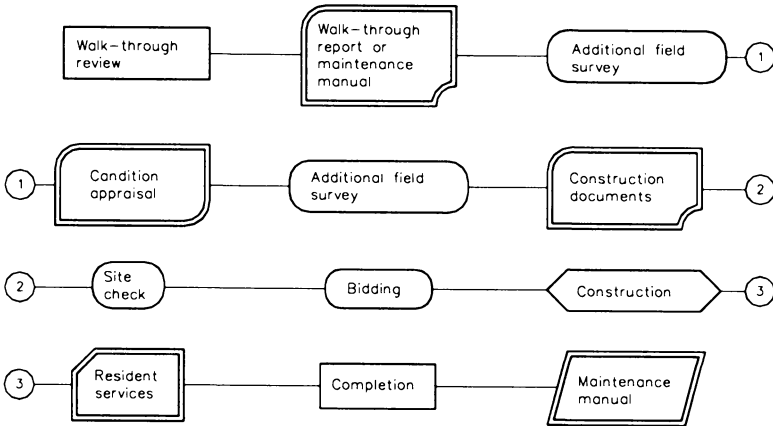 Walk-through
review
Walk-through
report or
maintenance
manual
Additional field
survey
1
1
Candition
appraisal
Additional field
survey
Construction
documents
2
2
Site
check
Bidding
Construction
3
3
Resident
services
Completion
Maintenance
manual